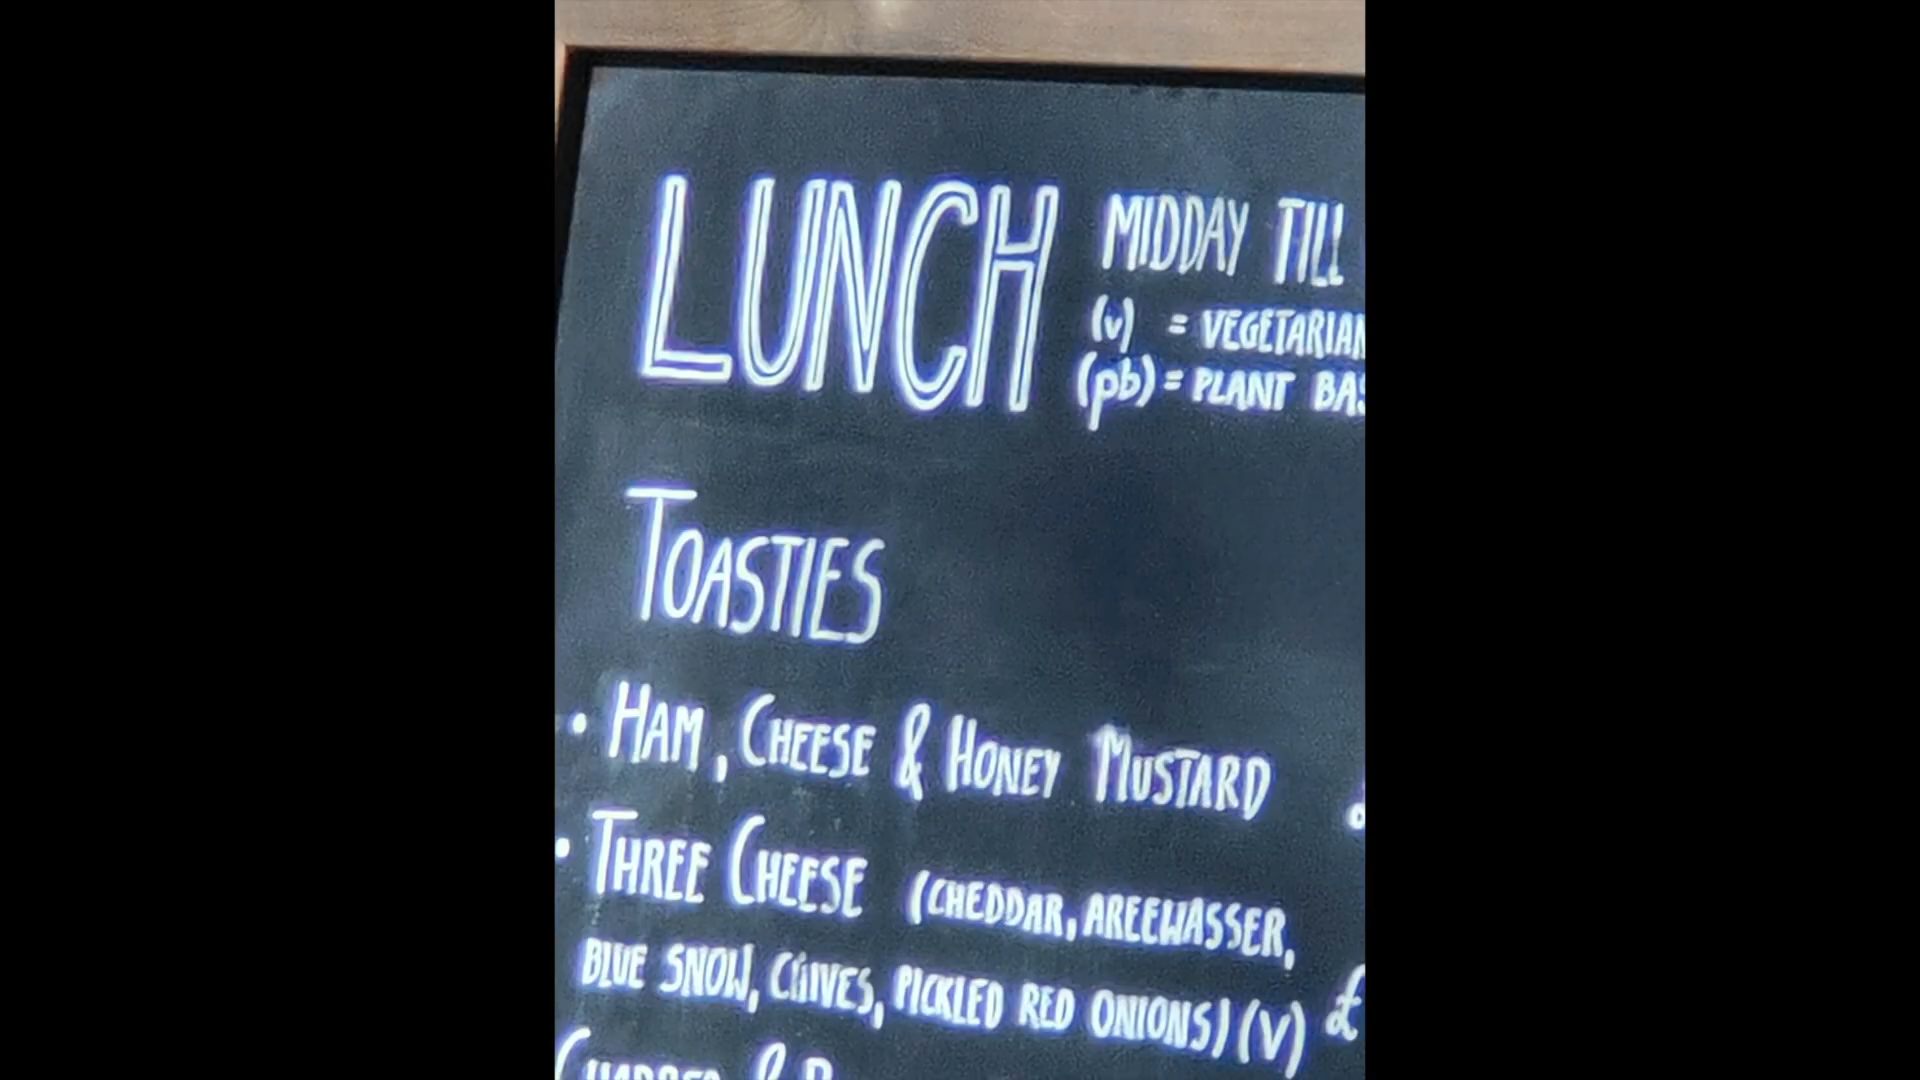 LUNCH MIDDAY TILL
(v) = VEGETARIAN
(pb) = PLANT BAS
TOASTIES
• HAM, CHEESE & HONEY MUSTARD
• THREE CHEESE (CHEDDAR, AREEWASSER,
BLUE SNOW, CHIVES, PICKLED RED ONIONS) (V) £